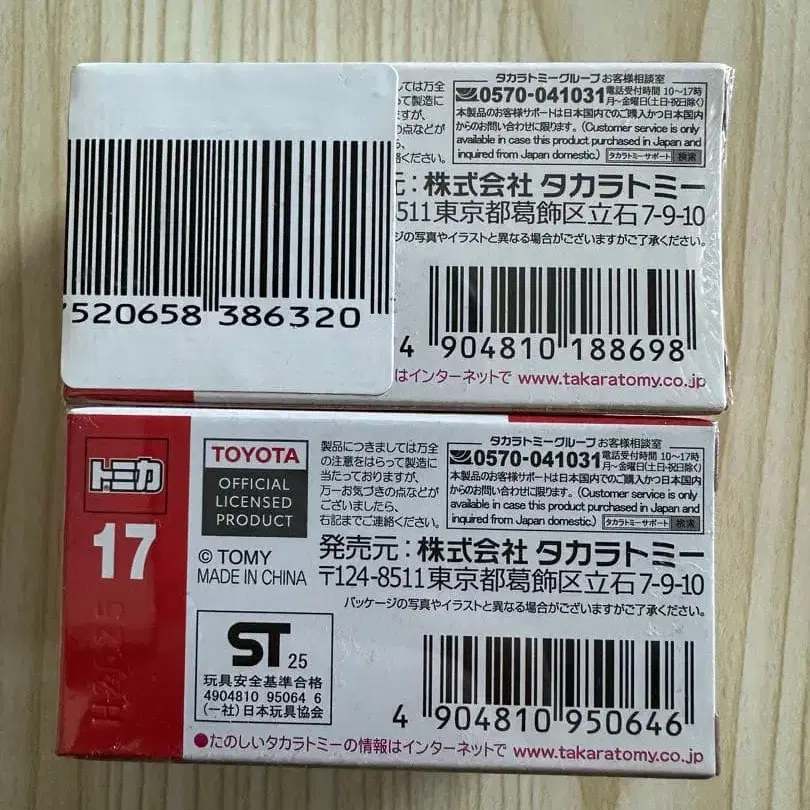 タカラトミーグループ お客様相談室
0570-041031
電話受付時間 10〜17時
月〜金曜日(土日・祝日除く)
本製品のお客様サポートは日本国内でのご購入かつ日本国内
からのお問い合わせに限ります。(Customer service is only
available in case this product purchased in Japan and
inquired from Japan domestic.) タカラトミーサポート 検索
しては万全
って製造に
すが、
の点などが
ください。
元:株式会社 タカラトミー
511東京都葛飾区立石7-9-10
ジの写真やイラストと異なる場合がございますがご了承ください。
7520658 386320
4 904810 188698
はインターネットで www.takaratomy.co.jp
トミカ
17
TOYOTA
OFFICIAL
LICENSED
PRODUCT
製品につきましては万全
の注意をはらって製造に
当たっておりますが、
万一お気づきの点などが
ございましたら、
右記までご連絡ください。
タカラトミーグループ お客様相談室
0570-041031
電話受付時間 10〜17時
月〜金曜日(土日・祝日除く)
本製品のお客様サポートは日本国内でのご購入かつ日本国内
からのお問い合わせに限ります。(Customer service is only
available in case this product purchased in Japan and
inquired from Japan domestic.) タカラトミーサポート 検索
© TOMY
MADE IN CHINA
発売元:株式会社 タカラトミー
〒124-8511東京都葛飾区立石7-9-10
パッケージの写真やイラストと異なる場合がございますがご了承ください。
ST 25
玩具安全基準合格
4904810 95064 6
(一社)日本玩具協会
4 904810 950646
●たのしいタカラトミーの情報はインターネットで www.takaratomy.co.jp